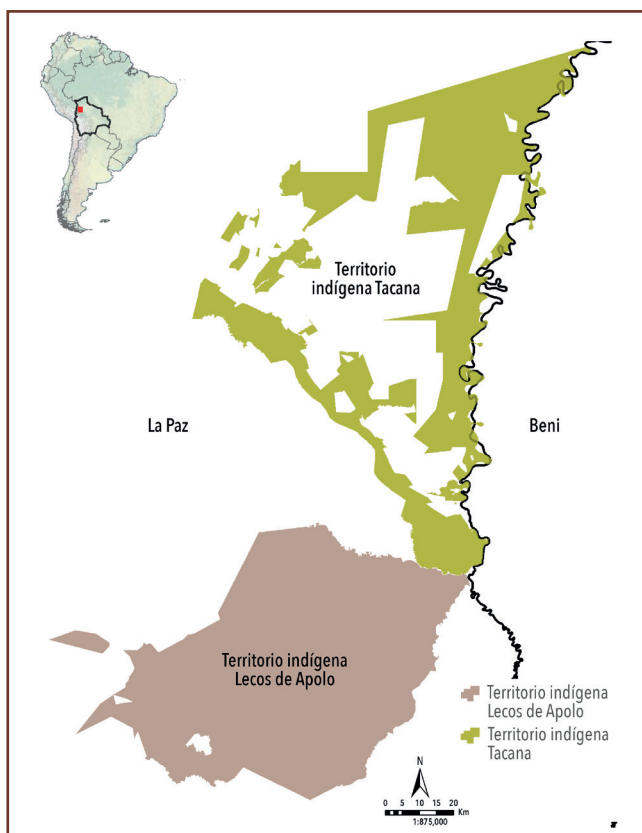 Territorio
indígena Tacana
La Paz
Beni
Territorio indígena
Lecos de Apolo
Territorio indígena
Lecos de Apolo
Territorio indígena
Tacana
N
0 2 5 10 15 20
Km
1:875,000